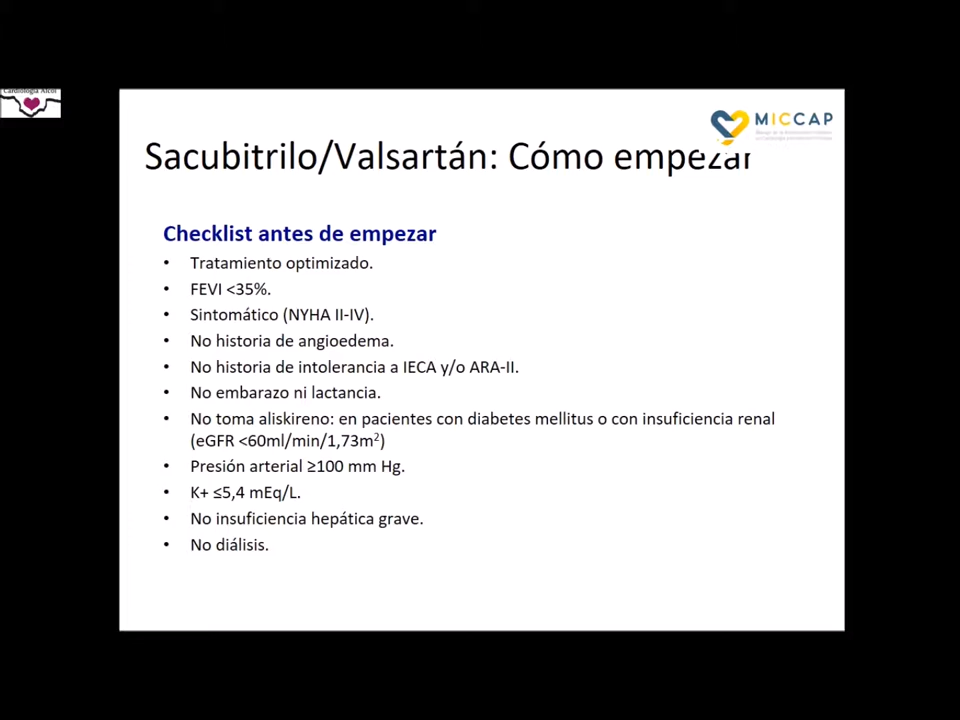 Cardiología Alcoi
MICCAP
Sacubitrilo/Valsartán: Cómo empezar
Checklist antes de empezar
• Tratamiento optimizado.
• FEVI <35%.
• Sintomático (NYHA II-IV).
• No historia de angioedema.
• No historia de intolerancia a IECA y/o ARA-II.
• No embarazo ni lactancia.
• No toma aliskireno: en pacientes con diabetes mellitus o con insuficiencia renal
(eGFR <60ml/min/1,73m²)
• Presión arterial ≥100 mm Hg.
• K+ ≤5,4 mEq/L.
• No insuficiencia hepática grave.
• No diálisis.